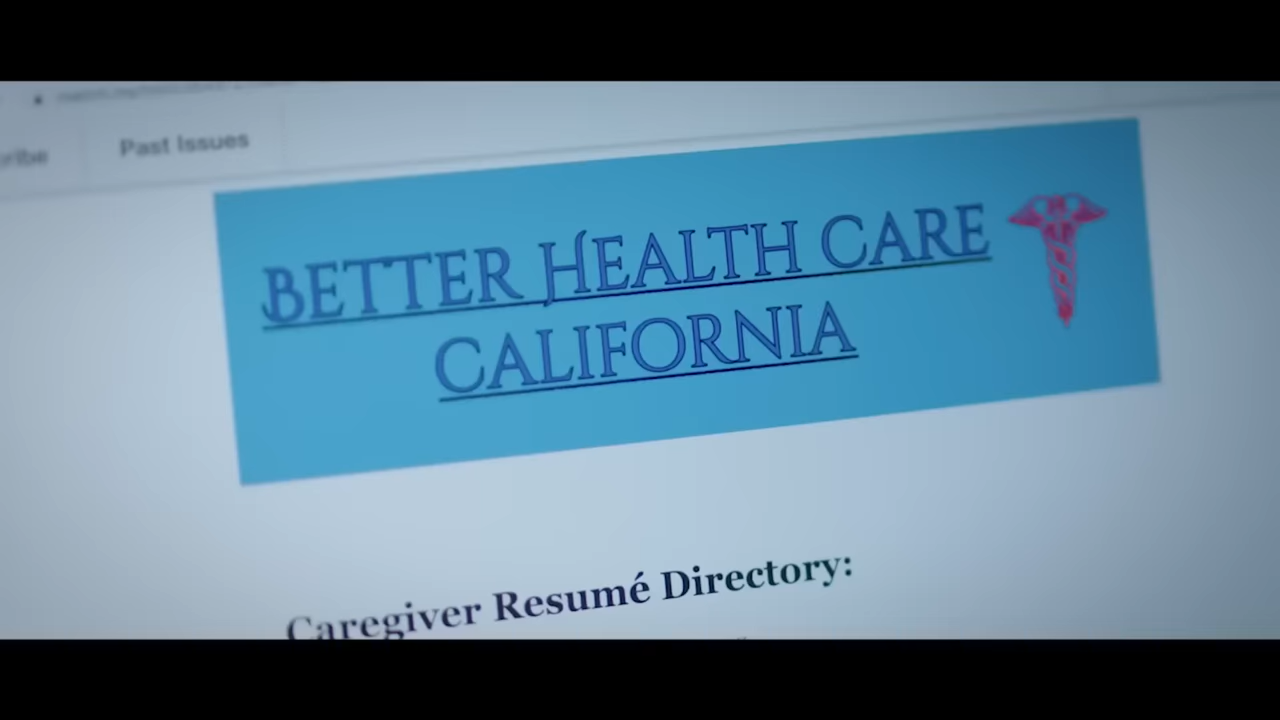 Past Issues
BETTER HEALTH CARE
CALIFORNIA
Caregiver Resumé Directory: